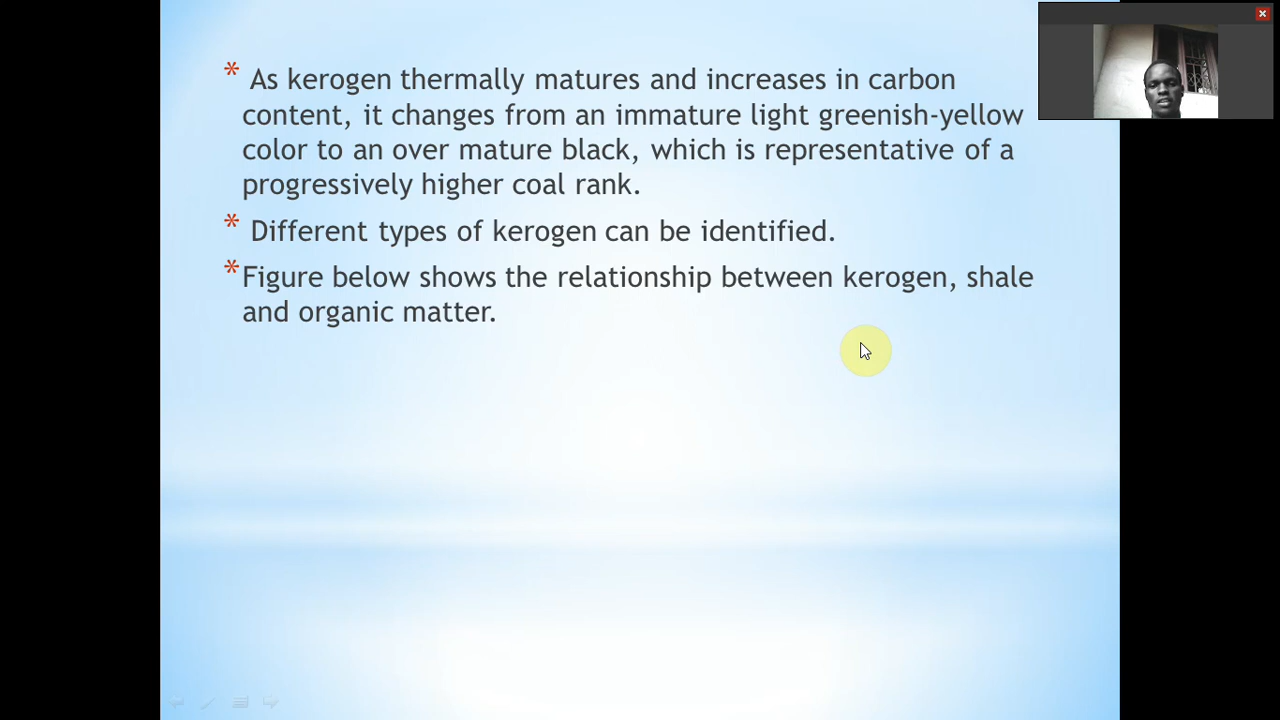 * As kerogen thermally matures and increases in carbon
content, it changes from an immature light greenish-yellow
color to an over mature black, which is representative of a
progressively higher coal rank.
* Different types of kerogen can be identified.
*Figure below shows the relationship between kerogen, shale
and organic matter.